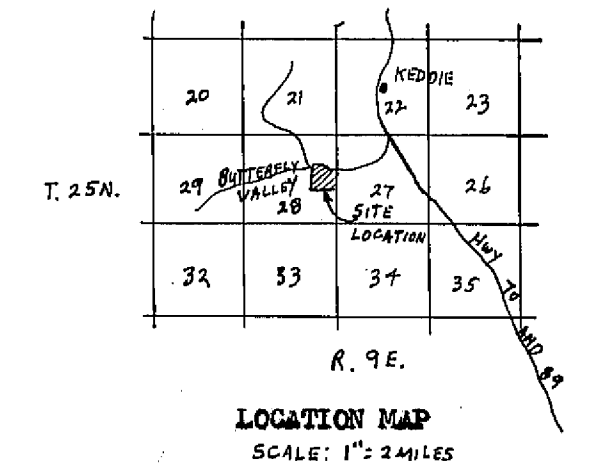 KEDDIE
20 21 22 23
T. 25N. 29 BUTTERFLY VALLEY 28 27 26
SITE
LOCATION
32 33 34 35
HWY 70 AND 89
R. 9E.
LOCATION MAP
SCALE: 1"= 2 MILES